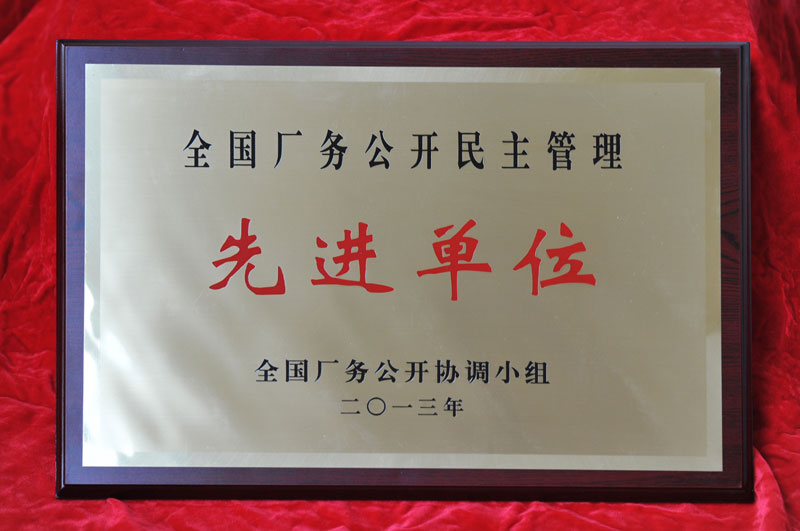 全国厂务公开民主管理
先进单位
全国厂务公开协调小组
二〇一三年